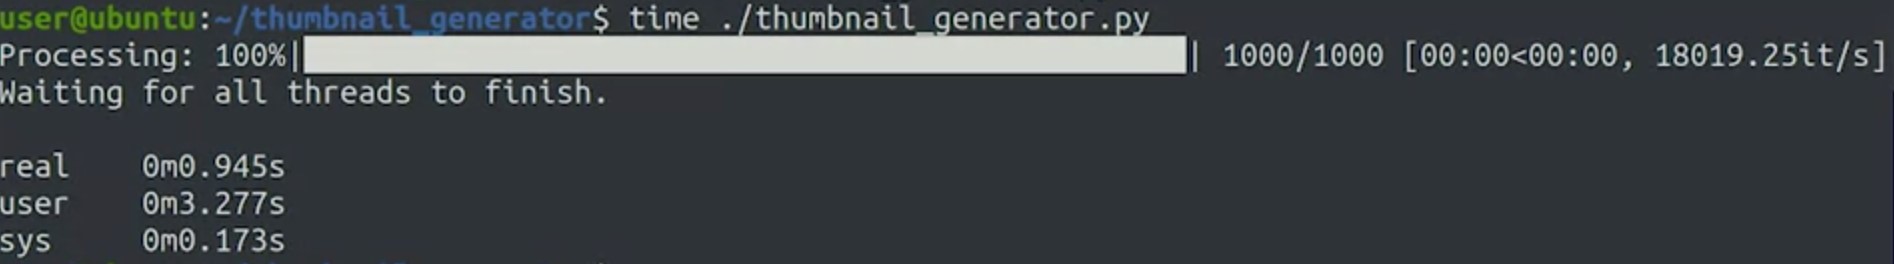 user@ubuntu:~/thumbnail_generator$ time ./thumbnail_generator.py
Processing: 100%|██████████| 1000/1000 [00:00<00:00, 18019.25it/s]
Waiting for all threads to finish.
real 0m0.945s
user 0m3.277s
sys 0m0.173s